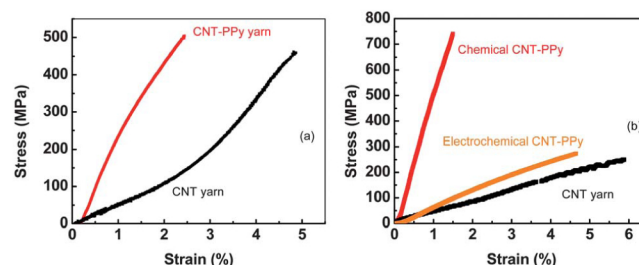 500
400
300
200
100
0
Stress (MPa)
CNT-PPy yarn
(a)
CNT yarn
0 1 2 3 4 5
Strain (%)
800
700
600
500
400
300
200
100
0
Stress (MPa)
Chemical CNT-PPy
(b)
Electrochemical CNT-PPy
CNT yarn
0 1 2 3 4 5 6
Strain (%)